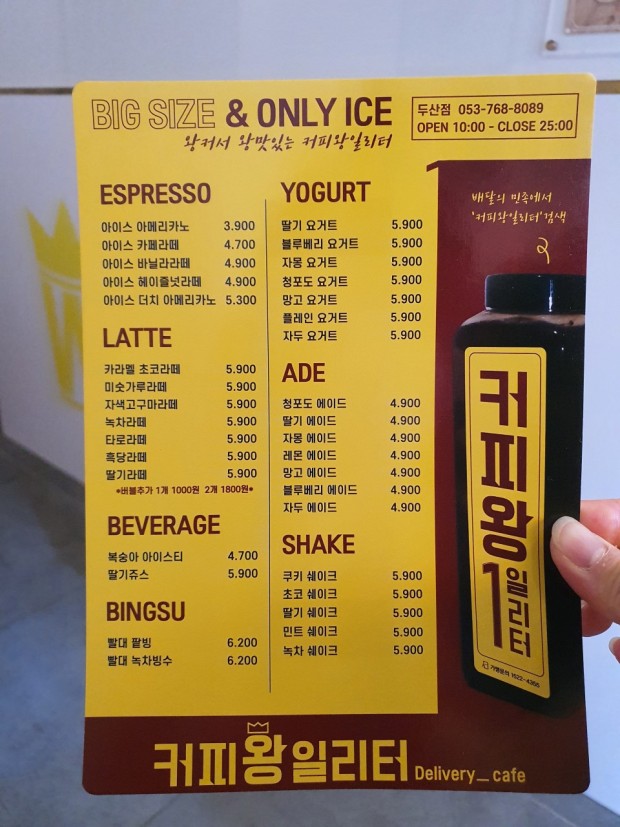 BIG SIZE & ONLY ICE
왕커서 왕맛있는 커피왕일리터
두산점 053-768-8089
OPEN 10:00 - CLOSE 25:00
ESPRESSO
아이스 아메리카노 3.900
아이스 카페라떼 4.700
아이스 바닐라라떼 4.900
아이스 헤이즐넛라떼 4.900
아이스 더치 아메리카노 5.300
LATTE
카라멜 초코라떼 5.900
미숫가루라떼 5.900
자색고구마라떼 5.900
녹차라떼 5.900
타로라떼 5.900
흑당라떼 5.900
딸기라떼 5.900
*버블추가 1개 1000원 2개 1800원*
BEVERAGE
복숭아 아이스티 4.700
딸기쥬스 5.900
BINGSU
빨대 팥빙 6.200
빨대 녹차빙수 6.200
YOGURT
딸기 요거트 5.900
블루베리 요거트 5.900
자몽 요거트 5.900
청포도 요거트 5.900
망고 요거트 5.900
플레인 요거트 5.900
자두 요거트 5.900
ADE
청포도 에이드 4.900
딸기 에이드 4.900
자몽 에이드 4.900
레몬 에이드 4.900
망고 에이드 4.900
블루베리 에이드 4.900
자두 에이드 4.900
SHAKE
쿠키 쉐이크 5.900
초코 쉐이크 5.900
딸기 쉐이크 5.900
민트 쉐이크 5.900
녹차 쉐이크 5.900
배달의 민족에서
'커피왕일리터'검색
커피왕
1일리터
가맹문의 1522-4366
커피왕일리터 Delivery_cafe